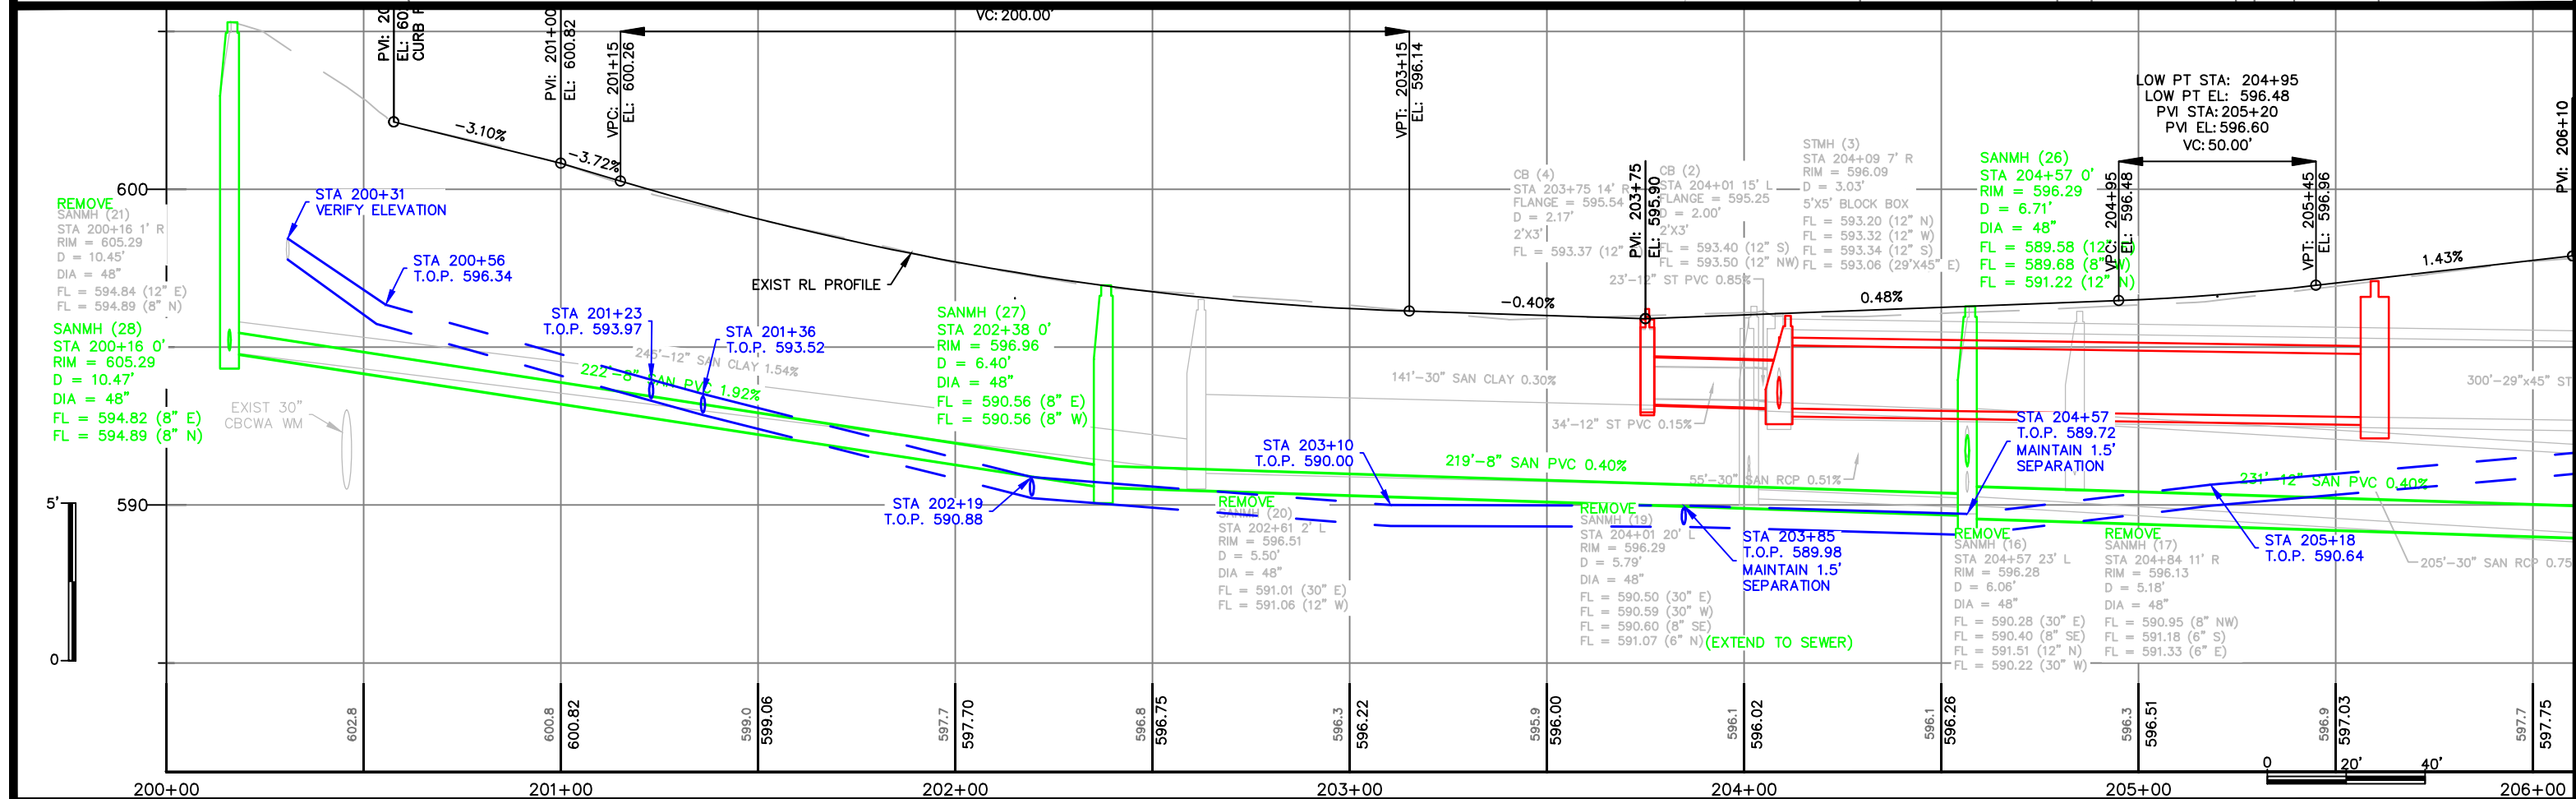 PVI: 20
EL: 60
CURB F
PVI: 201+00
EL: 600.82
VPC: 201+15
EL: 600.26
VC: 200.00'
VPT: 203+15
EL: 596.14
-3.10%
-3.72%
EXIST RL PROFILE
-0.40%
PVI: 203+75
EL: 595.90
0.48%
LOW PT STA: 204+95
LOW PT EL: 596.48
PVI STA: 205+20
PVI EL: 596.60
VC: 50.00'
VPC: 204+95
EL: 596.48
VPT: 205+45
EL: 596.96
1.43%
PVI: 206+10
600
590
5'
0
REMOVE
SANMH (21)
STA 200+16 1' R
RIM = 605.29
D = 10.45'
DIA = 48"
FL = 594.84 (12" E)
FL = 594.89 (8" N)
SANMH (28)
STA 200+16 0'
RIM = 605.29
D = 10.47'
DIA = 48"
FL = 594.82 (8" E)
FL = 594.89 (8" N)
EXIST 30"
CBCWA WM
STA 200+31
VERIFY ELEVATION
STA 200+56
T.O.P. 596.34
STA 201+23
T.O.P. 593.97
STA 201+36
T.O.P. 593.52
245'-12" SAN CLAY 1.54%
222'-8" SAN PVC 1.92%
SANMH (27)
STA 202+38 0'
RIM = 596.96
D = 6.40'
DIA = 48"
FL = 590.56 (8" E)
FL = 590.56 (8" W)
STA 202+19
T.O.P. 590.88
STA 203+10
T.O.P. 590.00
REMOVE
SANMH (20)
STA 202+61 2' L
RIM = 596.51
D = 5.50'
DIA = 48"
FL = 591.01 (30" E)
FL = 591.06 (12" W)
141'-30" SAN CLAY 0.30%
219'-8" SAN PVC 0.40%
CB (4)
STA 203+75 14' R
FLANGE = 595.54
D = 2.17'
2'X3'
FL = 593.37 (12"
CB (2)
STA 204+01 15' L
FLANGE = 595.25
D = 2.00'
2'X3'
FL = 593.40 (12" S)
FL = 593.50 (12" NW)
23'-12" ST PVC 0.85%
STMH (3)
STA 204+09 7' R
RIM = 596.09
D = 3.03'
5'X5' BLOCK BOX
FL = 593.20 (12" N)
FL = 593.32 (12" W)
FL = 593.34 (12" S)
FL = 593.06 (29"X45" E)
34'-12" ST PVC 0.15%
55'-30" SAN RCP 0.51%
REMOVE
SANMH (19)
STA 204+01 20' L
RIM = 596.29
D = 5.79'
DIA = 48"
FL = 590.50 (30" E)
FL = 590.59 (30" W)
FL = 590.60 (8" SE)
FL = 591.07 (6" N) (EXTEND TO SEWER)
STA 203+85
T.O.P. 589.98
MAINTAIN 1.5'
SEPARATION
SANMH (26)
STA 204+57 0'
RIM = 596.29
D = 6.71'
DIA = 48"
FL = 589.58 (12" E)
FL = 589.68 (8" W)
FL = 591.22 (12" N)
STA 204+57
T.O.P. 589.72
MAINTAIN 1.5'
SEPARATION
REMOVE
SANMH (16)
STA 204+57 23' L
RIM = 596.28
D = 6.06'
DIA = 48"
FL = 590.28 (30" E)
FL = 590.40 (8" SE)
FL = 591.51 (12" N)
FL = 590.22 (30" W)
REMOVE
SANMH (17)
STA 204+84 11' R
RIM = 596.13
D = 5.18'
DIA = 48"
FL = 590.95 (8" NW)
FL = 591.18 (6" S)
FL = 591.33 (6" E)
231'-12" SAN PVC 0.40%
STA 205+18
T.O.P. 590.64
300'-29"x45" ST
205'-30" SAN RCP 0.75
602.8
600.8
600.82
599.0
599.06
597.7
597.70
596.8
596.75
596.3
596.22
595.9
596.00
596.1
596.02
596.1
596.26
596.3
596.51
596.9
597.03
597.7
597.75
0 20' 40'
200+00
201+00
202+00
203+00
204+00
205+00
206+00